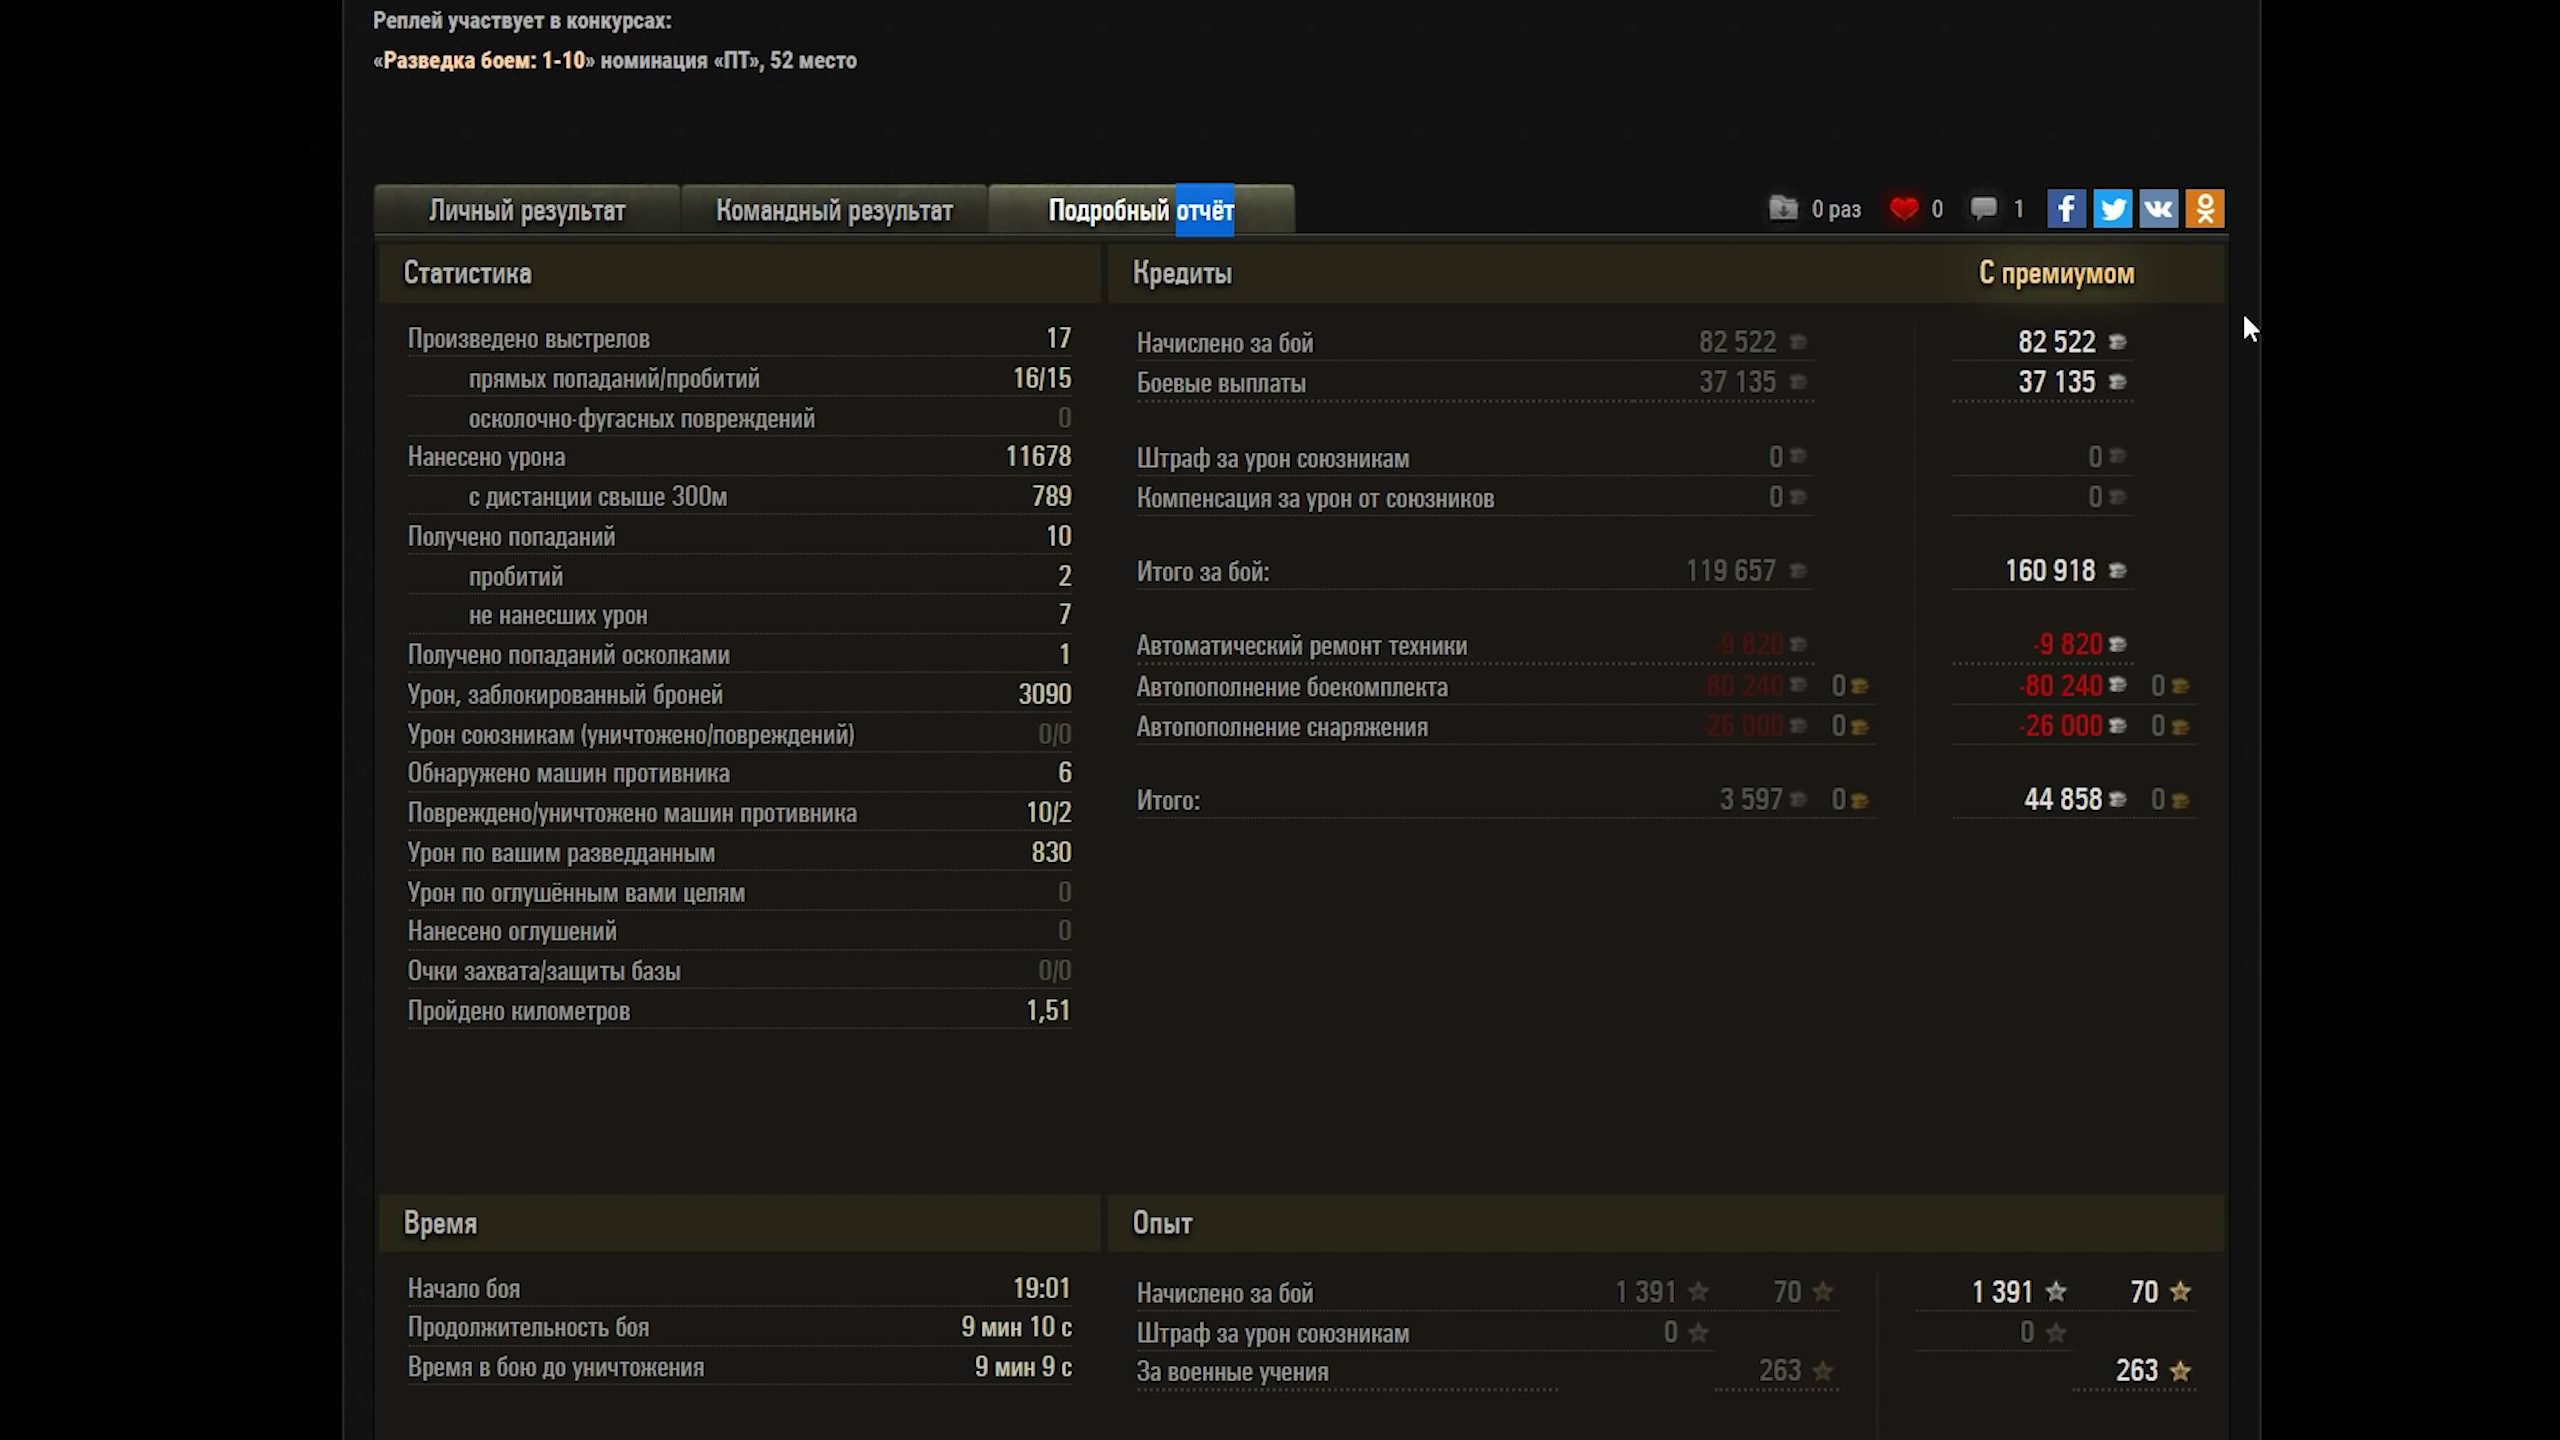 Реплей участвует в конкурсах:
«Разведка боем: 1-10» номинация «ПТ», 52 место
Личный результат Командный результат Подробный отчёт 0 раз 0 1
Статистика
Произведено выстрелов 17
прямых попаданий/пробитий 16/15
осколочно-фугасных повреждений 0
Нанесено урона 11678
с дистанции свыше 300м 789
Получено попаданий 10
пробитий 2
не нанесших урон 7
Получено попаданий осколками 1
Урон, заблокированный броней 3090
Урон союзникам (уничтожено/повреждений) 0/0
Обнаружено машин противника 6
Повреждено/уничтожено машин противника 10/2
Урон по вашим разведданным 830
Урон по оглушённым вами целям 0
Нанесено оглушений 0
Очки захвата/защиты базы 0/0
Пройдено километров 1,51
Кредиты С премиумом
Начислено за бой 82 522 82 522
Боевые выплаты 37 135 37 135
Штраф за урон союзникам 0 0
Компенсация за урон от союзников 0 0
Итого за бой: 119 657 160 918
Автоматический ремонт техники -9 820 -9 820
Автопополнение боекомплекта -80 240 0 -80 240 0
Автопополнение снаряжения -26 000 0 -26 000 0
Итого: 3 597 0 44 858 0
Время
Начало боя 19:01
Продолжительность боя 9 мин 10 с
Время в бою до уничтожения 9 мин 9 с
Опыт
Начислено за бой 1 391 70 1 391 70
Штраф за урон союзникам 0 0
За военные учения 263 263